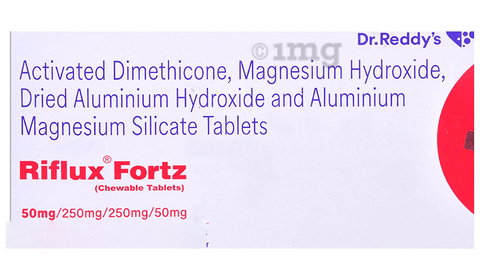 Dr.Reddy's
©1mg
Activated Dimethicone, Magnesium Hydroxide,
Dried Aluminium Hydroxide and Aluminium
Magnesium Silicate Tablets
Riflux® Fortz
(Chewable Tablets)
50mg/250mg/250mg/50mg